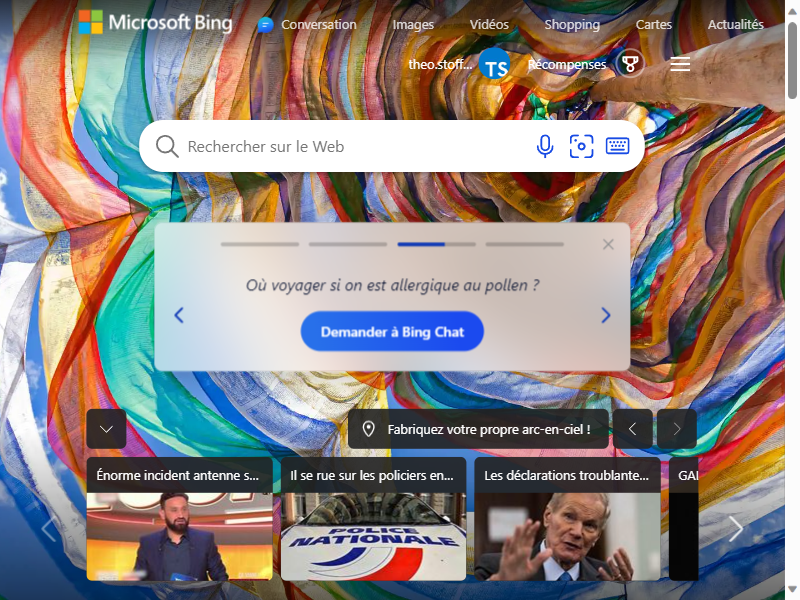 Microsoft Bing
Conversation
Images
Vidéos
Shopping
Cartes
Actualités
theo.stoff...
TS
Récompenses
Rechercher sur le Web
Où voyager si on est allergique au pollen ?
Demander à Bing Chat
Fabriquez votre propre arc-en-ciel !
Énorme incident antenne s...
Il se rue sur les policiers en...
Les déclarations troublante...
GAI
POLICE
NATIONALE